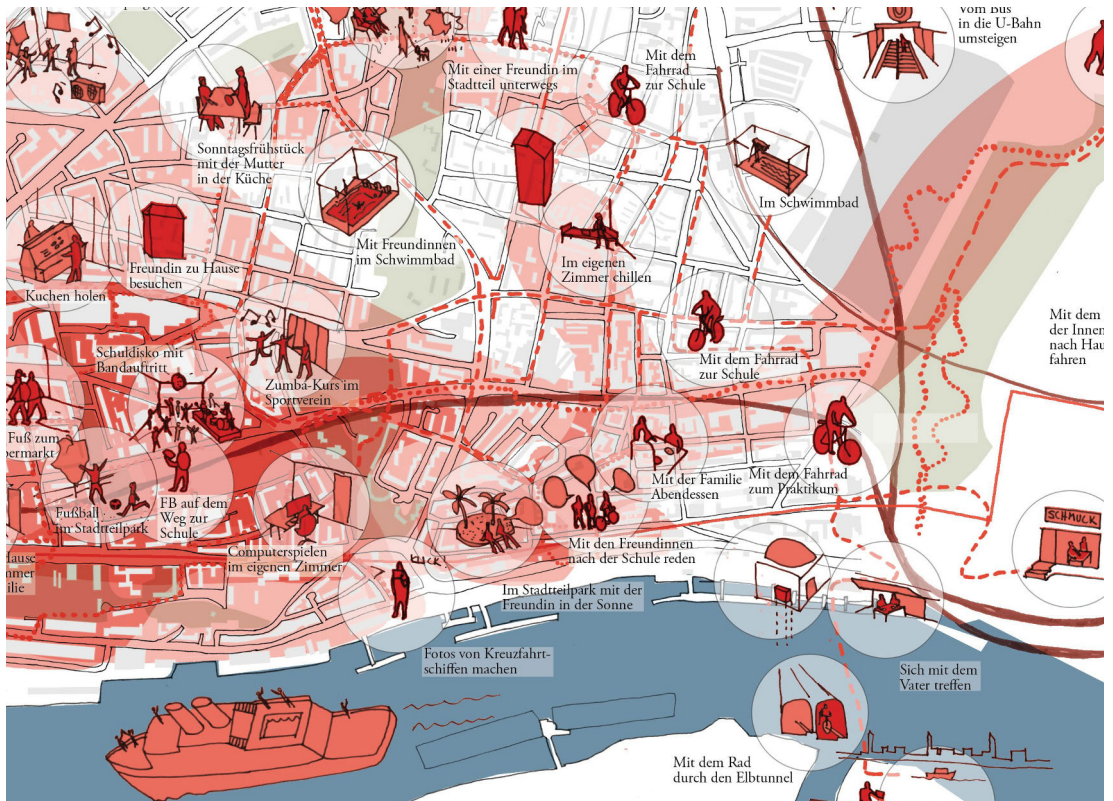 Vom Bus
in die U-Bahn
umsteigen
Mit einer Freundin im
Stadtteil unterwegs
Mit dem
Fahrrad
zur Schule
Sonntagsfrühstück
mit der Mutter
in der Küche
Im Schwimmbad
Mit Freundinnen
im Schwimmbad
Im eigenen
Zimmer chillen
Freundin zu Hause
besuchen
Kuchen holen
Mit dem
der Innen
nach Hau
fahren
Schuldisko mit
Bandauftritt
Zumba-Kurs im
Sportverein
Mit dem Fahrrad
zur Schule
Fuß zum
permarkt
Fußball
im Stadtteilpark
FB auf dem
Weg zur
Schule
Mit der Familie
Abendessen
Mit dem Fahrrad
zum Praktikum
SCHMUCK
Computerspielen
im eigenen Zimmer
Mit den Freundinnen
nach der Schule reden
Hause
mmer
ilie
KLICK!
Im Stadtteilpark mit der
Freundin in der Sonne
Fotos von Kreuzfahrt-
schiffen machen
Sich mit dem
Vater treffen
Mit dem Rad
durch den Elbtunnel